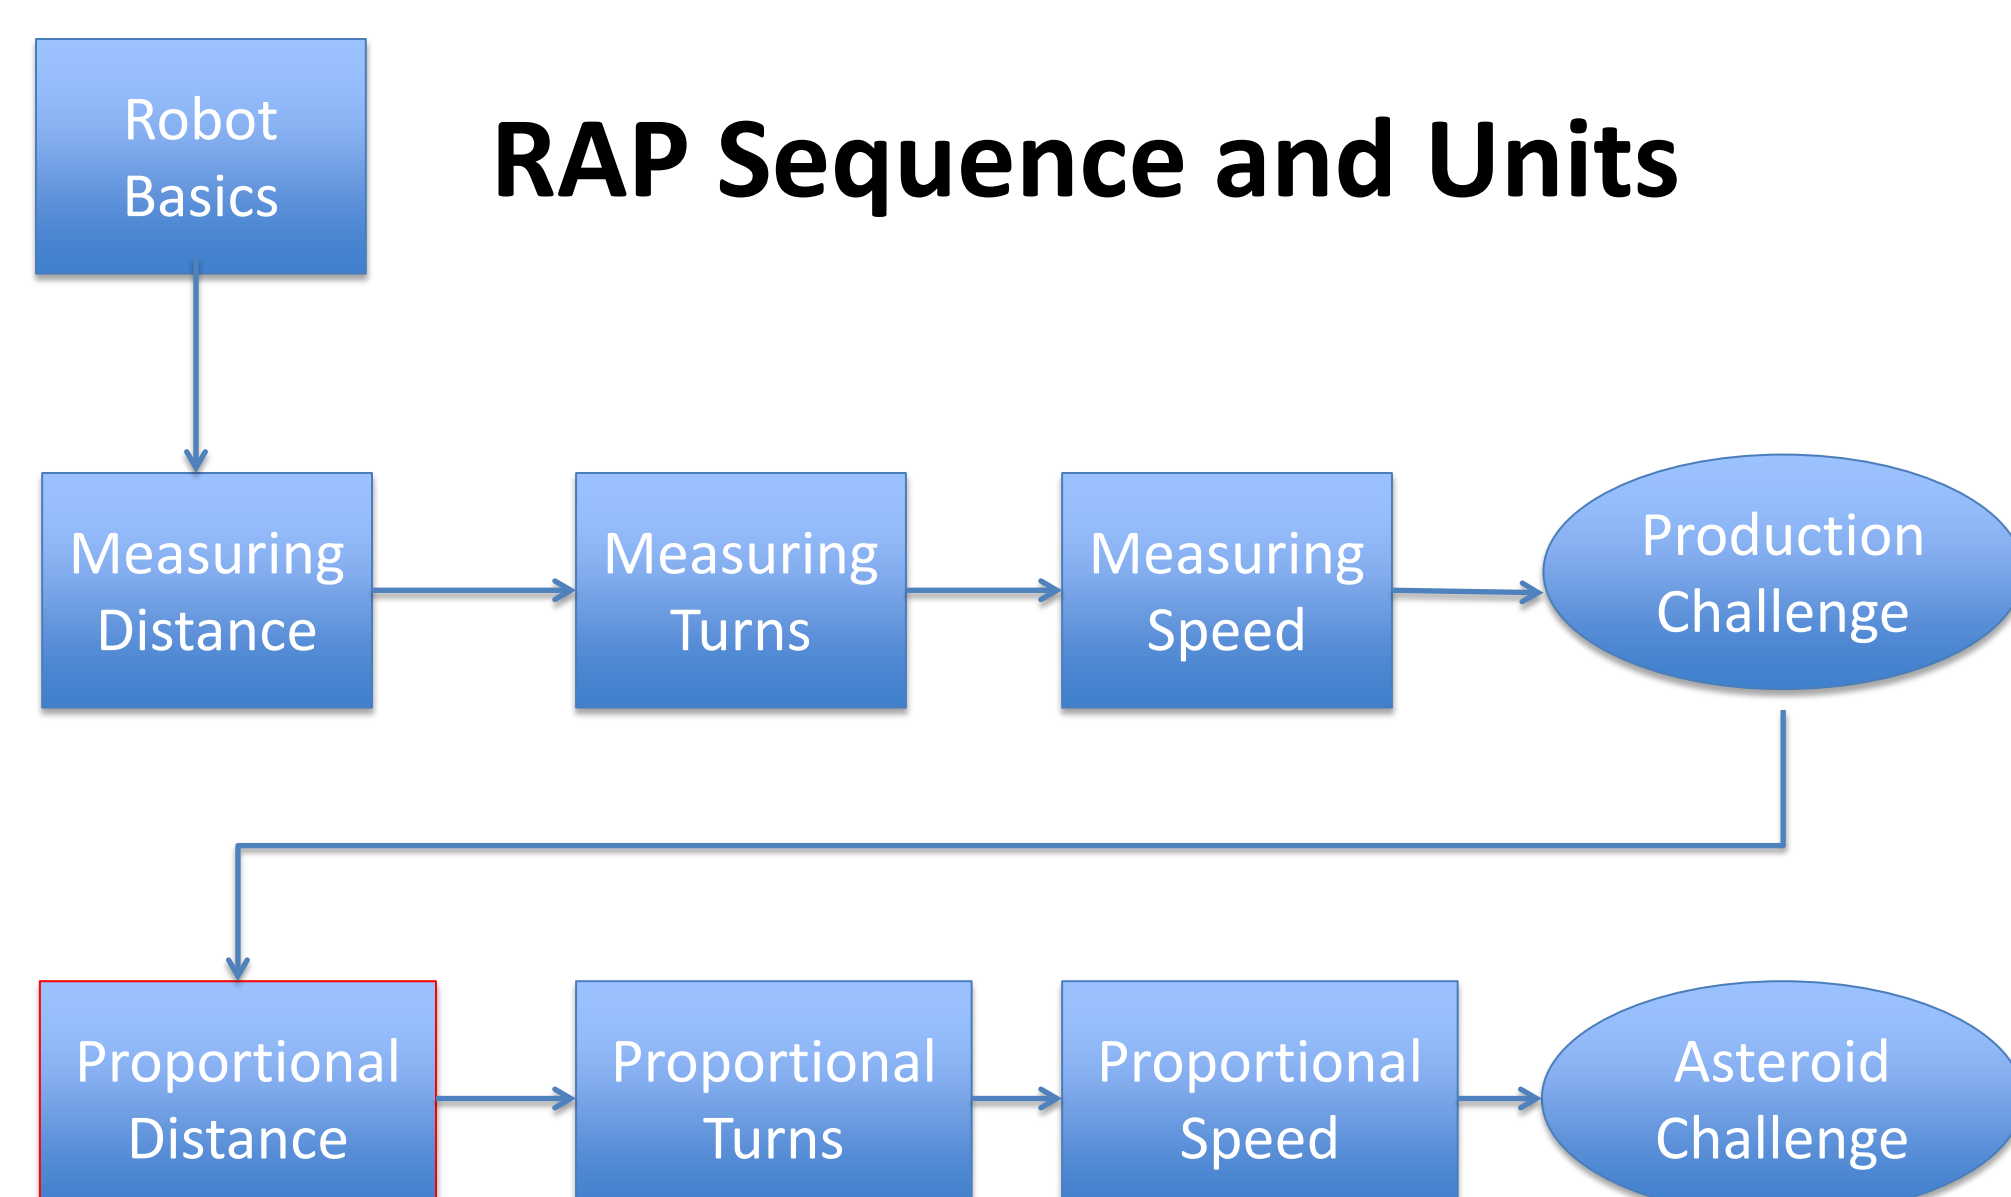 Robot
Basics
RAP Sequence and Units
Measuring
Distance
Measuring
Turns
Measuring
Speed
Production
Challenge
Proportional
Distance
Proportional
Turns
Proportional
Speed
Asteroid
Challenge